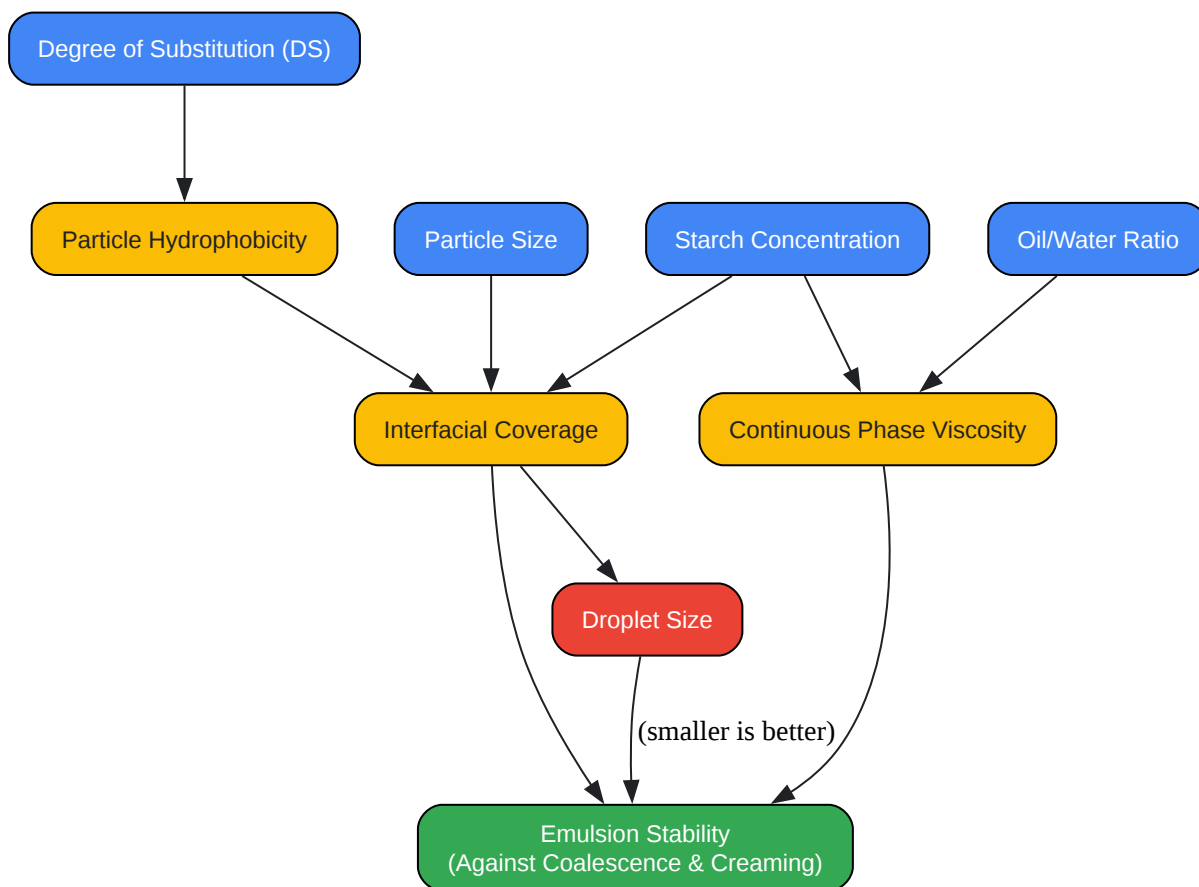 Degree of Substitution (DS)
Particle Hydrophobicity
Particle Size
Starch Concentration
Oil/Water Ratio
Interfacial Coverage
Continuous Phase Viscosity
Droplet Size
(smaller is better)
Emulsion Stability
(Against Coalescence & Creaming)